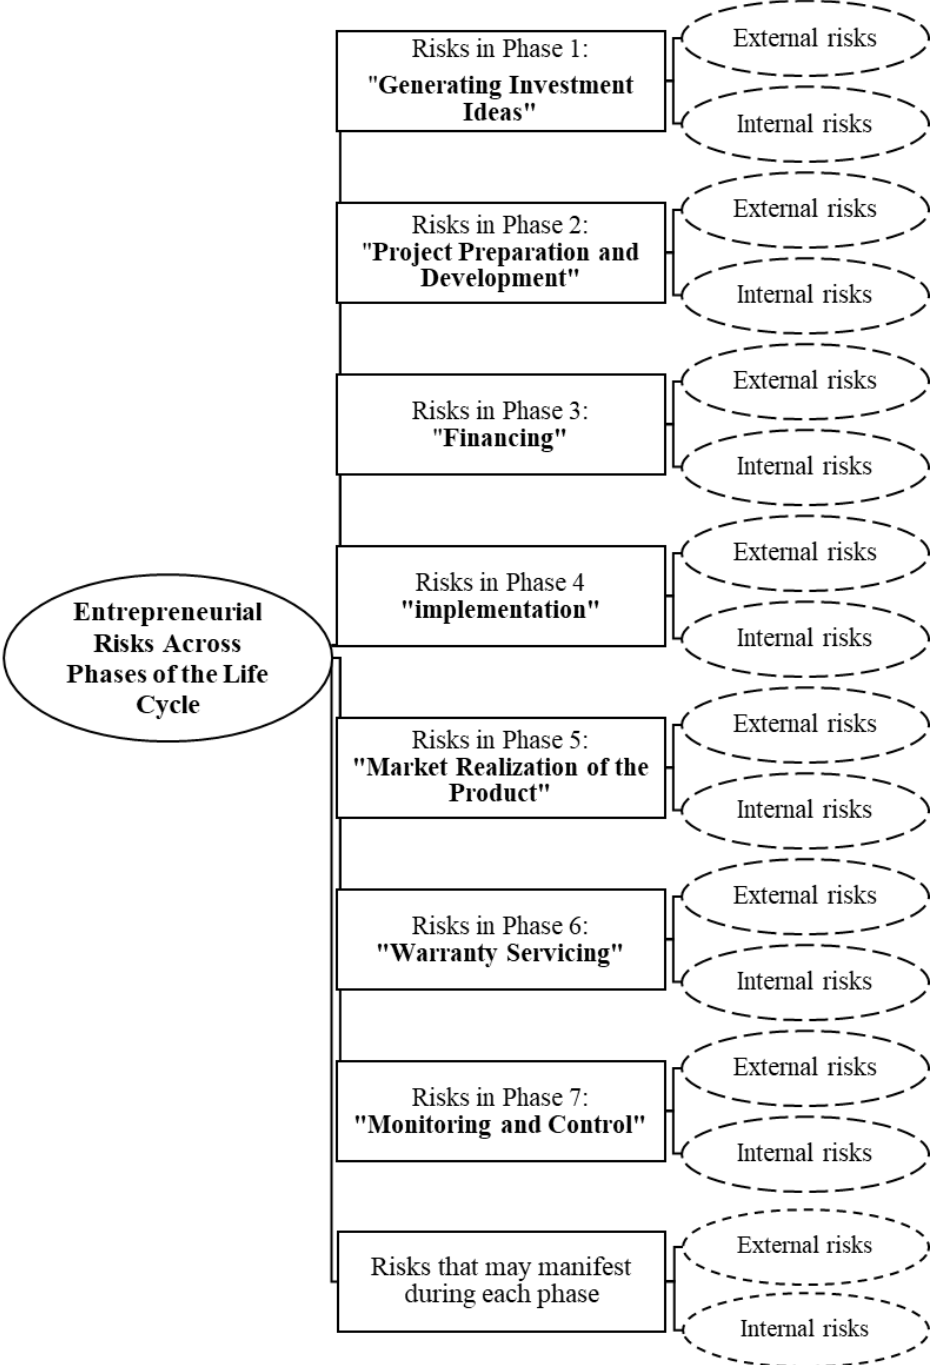 Risks in Phase 1:
"Generating Investment
Ideas"
External risks
Internal risks
Risks in Phase 2:
"Project Preparation and
Development"
External risks
Internal risks
Risks in Phase 3:
"Financing"
External risks
Internal risks
Entrepreneurial
Risks Across
Phases of the Life
Cycle
Risks in Phase 4
"implementation"
External risks
Internal risks
Risks in Phase 5:
"Market Realization of the
Product"
External risks
Internal risks
Risks in Phase 6:
"Warranty Servicing"
External risks
Internal risks
Risks in Phase 7:
"Monitoring and Control"
External risks
Internal risks
Risks that may manifest
during each phase
External risks
Internal risks